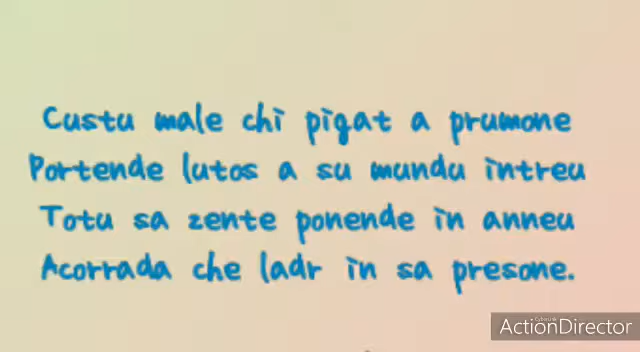 Custu male chi pigat a prumone
Portende lutos a su mundu intreu
Totu sa zente ponende in anneu
Acorrada che ladr in sa presone.
CyberLink
ActionDirector